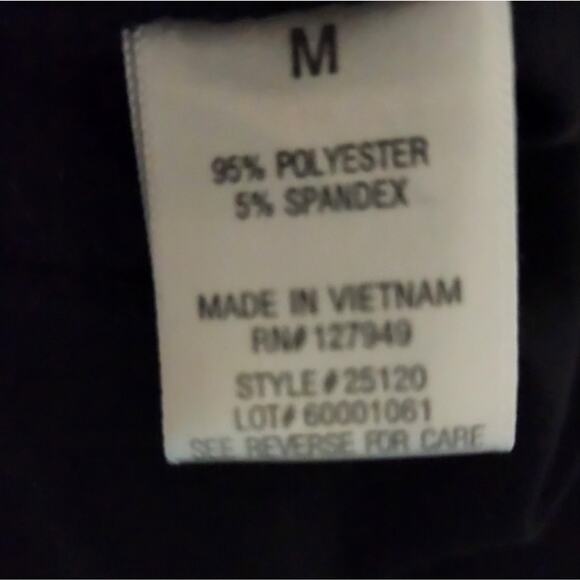 M
95% POLYESTER
5% SPANDEX
MADE IN VIETNAM
RN# 127949
STYLE # 25120
LOT# 60001061
SEE REVERSE FOR CARE